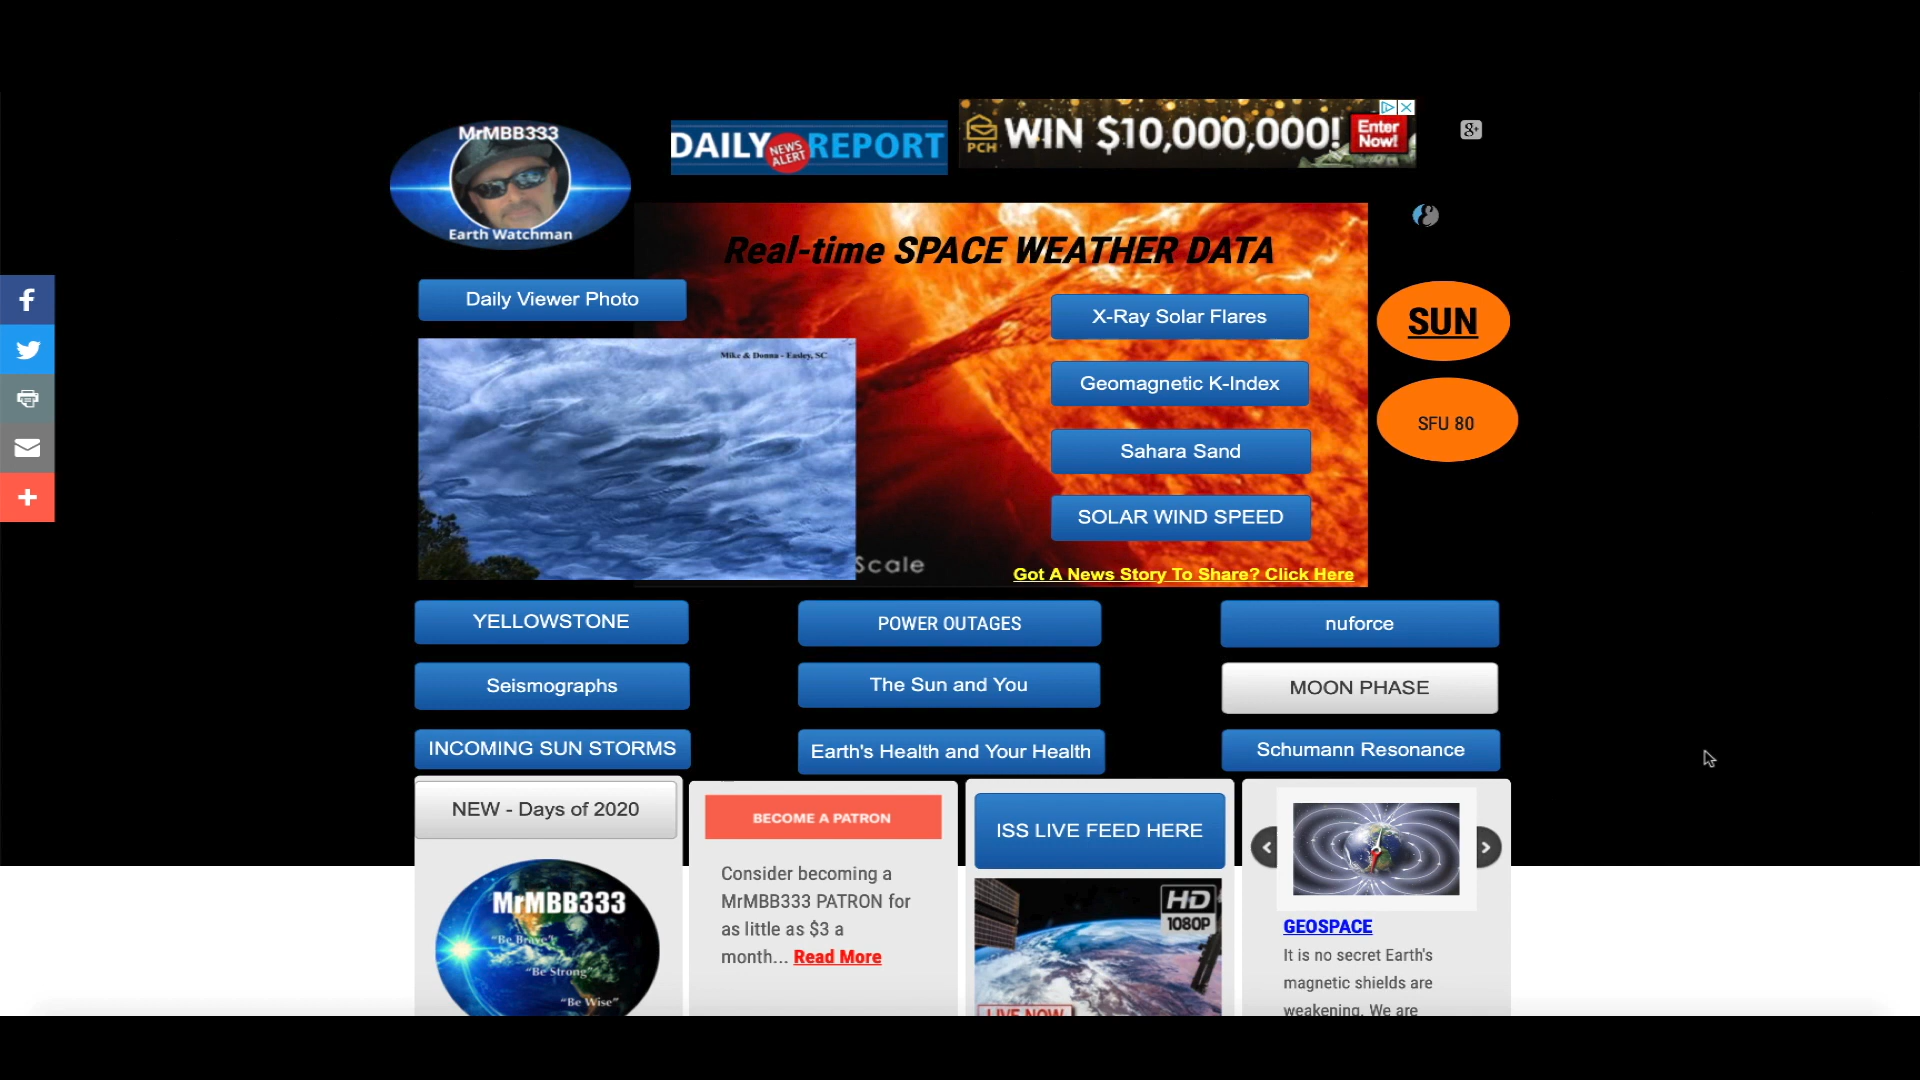 MrMBB333
Earth Watchman
DAILY NEWS ALERT REPORT
PCH WIN $10,000,000! Enter Now!
g+
Real-time SPACE WEATHER DATA
Daily Viewer Photo
Mike & Donna - Easley, SC
X-Ray Solar Flares
Geomagnetic K-Index
Sahara Sand
SOLAR WIND SPEED
Scale
Got A News Story To Share? Click Here
SUN
SFU 80
YELLOWSTONE
POWER OUTAGES
nuforce
Seismographs
The Sun and You
MOON PHASE
INCOMING SUN STORMS
Earth's Health and Your Health
Schumann Resonance
NEW - Days of 2020
MrMBB333
"Be Brave"
"Be Strong"
"Be Wise"
BECOME A PATRON
Consider becoming a
MrMBB333 PATRON for
as little as $3 a
month... Read More
ISS LIVE FEED HERE
HD
1080P
LIVE NOW
GEOSPACE
It is no secret Earth's
magnetic shields are
weakening. We are